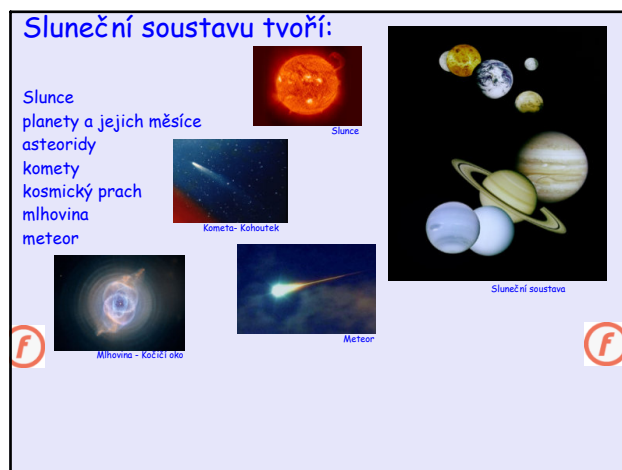 Sluneční soustavu tvoří:
Slunce
planety a jejich měsíce
asteoridy
komety
kosmický prach
mlhovina
meteor
Slunce
Kometa- Kohoutek
Sluneční soustava
Mlhovina - Kočičí oko
Meteor
f
f